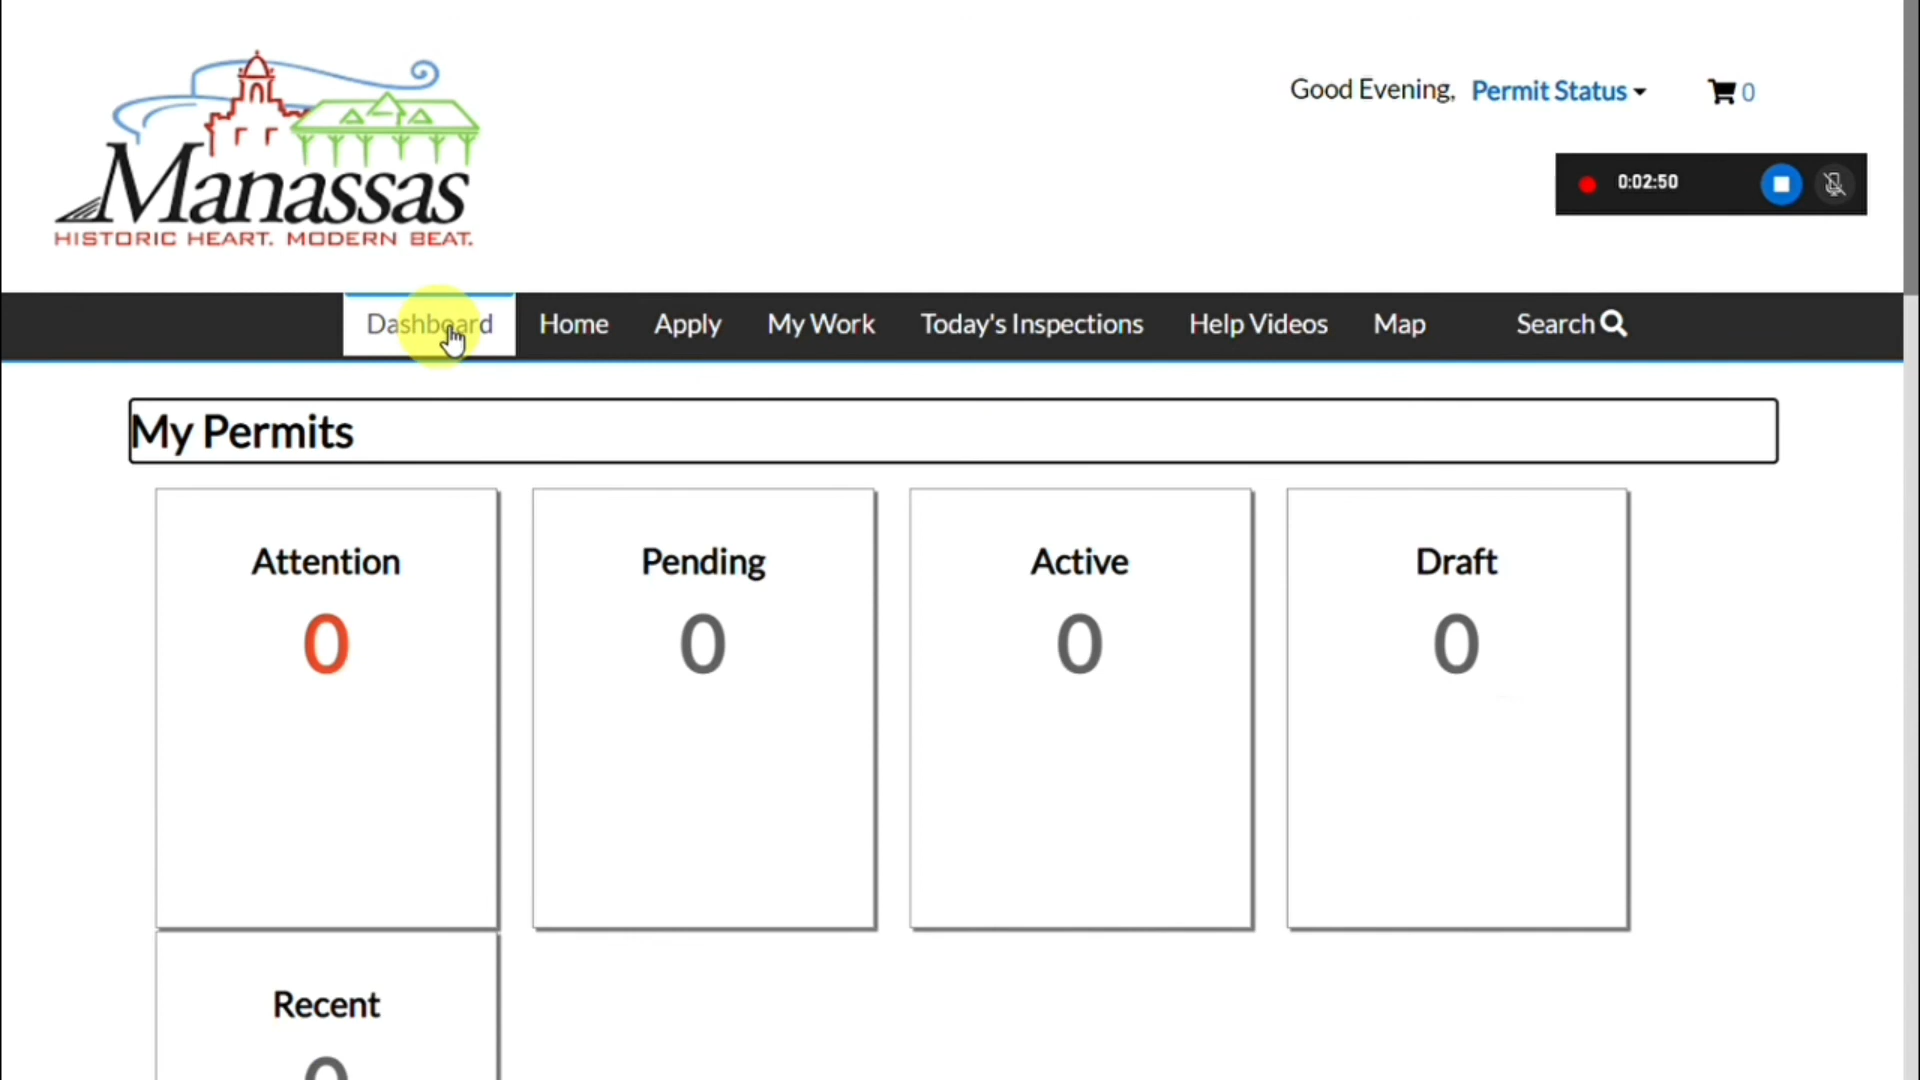 Good Evening, Permit Status 0
Manassas
HISTORIC HEART. MODERN BEAT.
0:02:50
Dashboard Home Apply My Work Today's Inspections Help Videos Map Search
My Permits
Attention Pending Active Draft
0 0 0 0
Recent
0